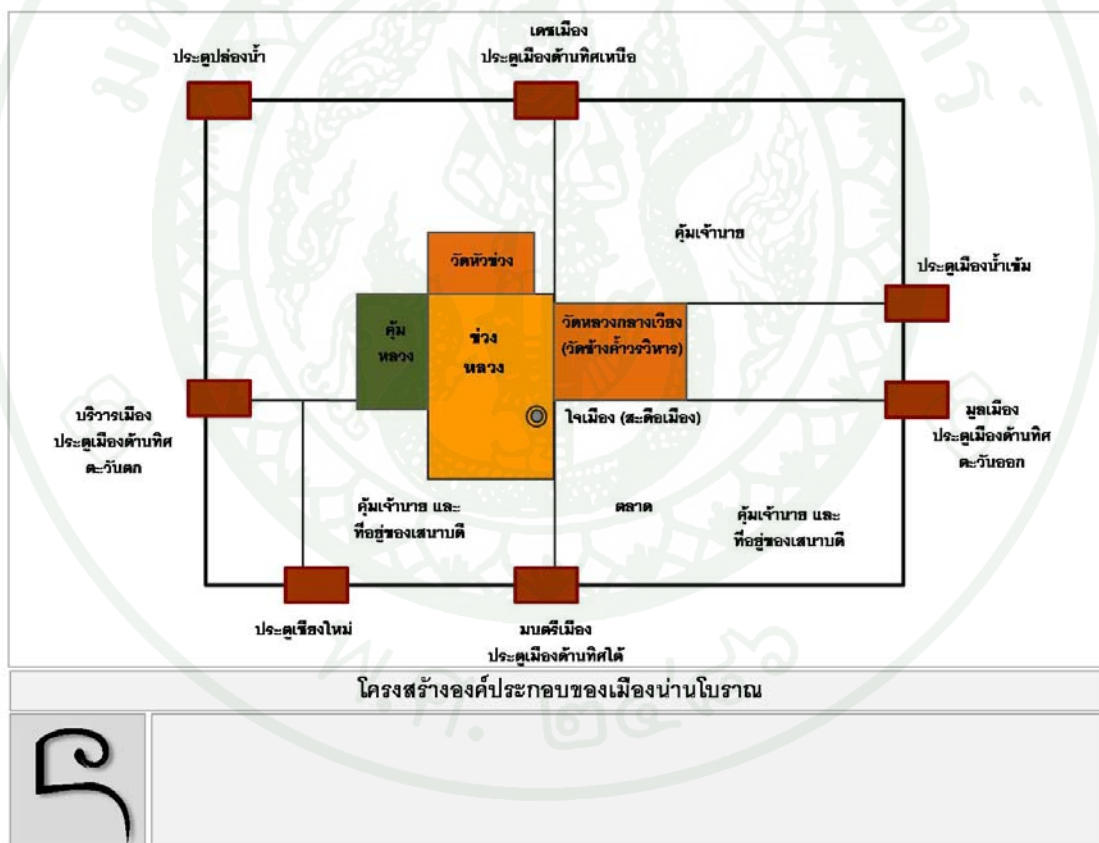 เดชเมือง
ประตูปล่องน้ำ
ประตูเมืองด้านทิศเหนือ
คุ้มเจ้านาย
วัดหัวข่วง
ประตูเมืองน้ำเข้ม
คุ้ม
หลวง
ข่วง
หลวง
วัดหลวงกลางเวียง
(วัดช้างค้ำวรวิหาร)
ใจเมือง (สะดือเมือง)
บริวารเมือง
ประตูเมืองด้านทิศ
ตะวันตก
มูลเมือง
ประตูเมืองด้านทิศ
ตะวันออก
คุ้มเจ้านาย และ
ที่อยู่ของเสนาบดี
ตลาด
คุ้มเจ้านาย และ
ที่อยู่ของเสนาบดี
ประตูเชียงใหม่
มนตรีเมือง
ประตูเมืองด้านทิศใต้
โครงสร้างองค์ประกอบของเมืองน่านโบราณ
พ.ศ. ๒๔๘๖